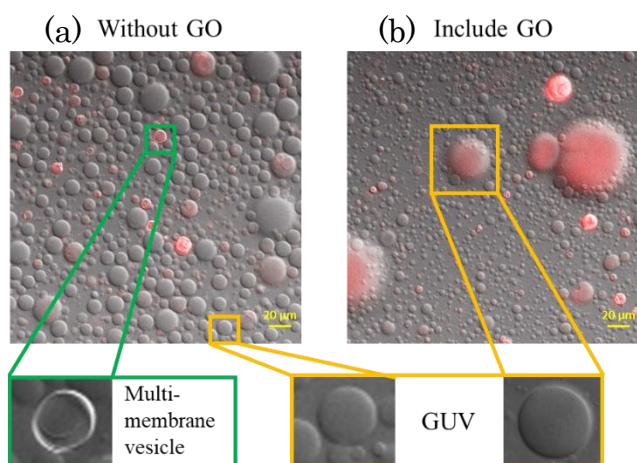 (a) Without GO
(b) Include GO
20 µm
20 µm
Multi-
membrane
vesicle
GUV